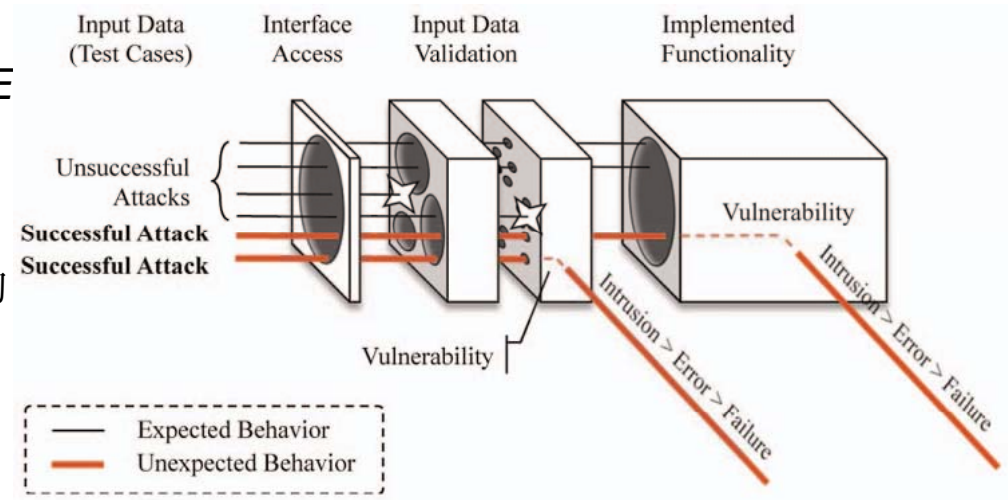 Input Data
(Test Cases)
Interface
Access
Input Data
Validation
Implemented
Functionality
Unsuccessful
Attacks
Successful Attack
Successful Attack
Vulnerability
Vulnerability
Intrusion > Error > Failure
Intrusion > Error > Failure
Expected Behavior
Unexpected Behavior